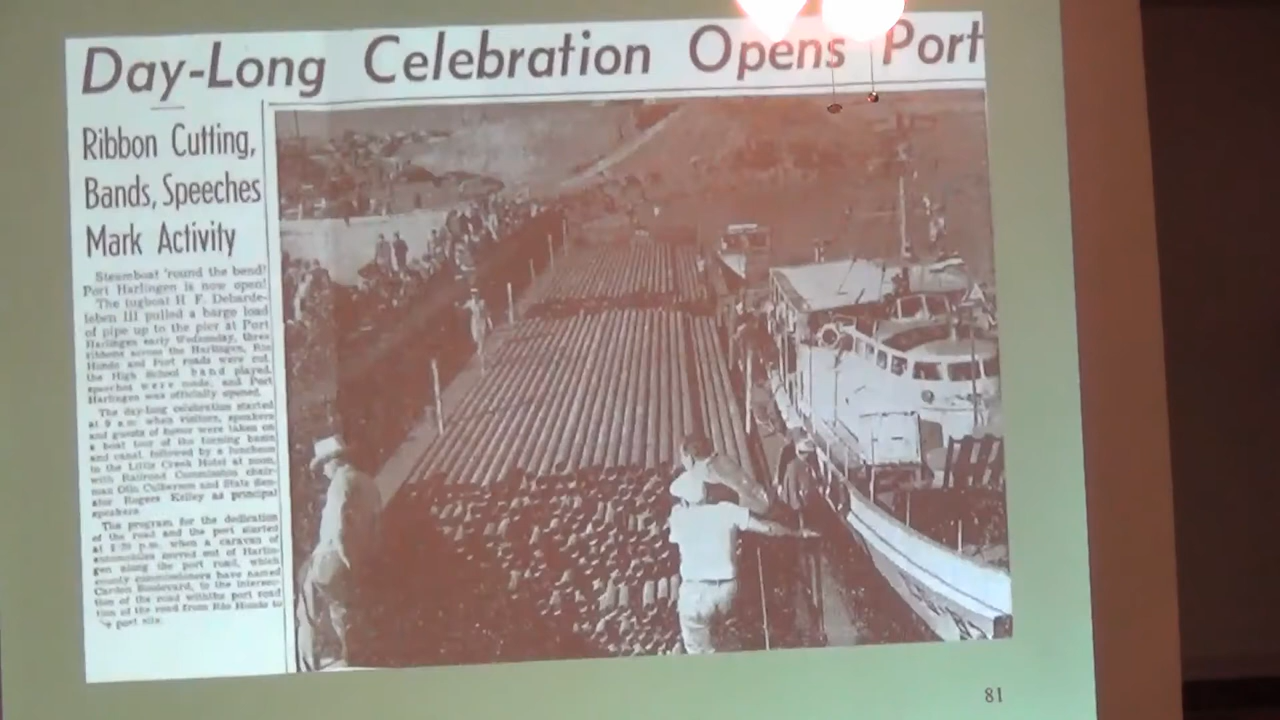 Day-Long Celebration Opens Port
Ribbon Cutting,
Bands, Speeches
Mark Activity
Steamboat 'round the bend!
Port Harlingen is now open!
The tugboat H. F. Debarde-
leben III pulled a barge load
of pipe up to the pier at Port
Harlingen early Wednesday, three
ribbons across the Harlingen, Rio
Hondo and Port roads were cut,
the High School band played,
speeches were made, and Port
Harlingen was officially opened.
The day-long celebration started
at 9 a.m. when visitors, speakers
and guests of honor were taken on
a boat tour of the turning basin
and canal, followed by a luncheon
in the Little Creek Hotel at noon,
with Railroad Commission chair-
man Olin Culberson and State Sen-
ator Rogers Kelley as principal
speakers.
The program for the dedication
of the road and the port started
at p.m. when a caravan of
automobiles moved out of Harlin-
gen along the port road, which
county commissioners have named
Carden Boulevard, to the intersec-
tion of the road with the port road
tion of the road from Rio Hondo to
port site.
81